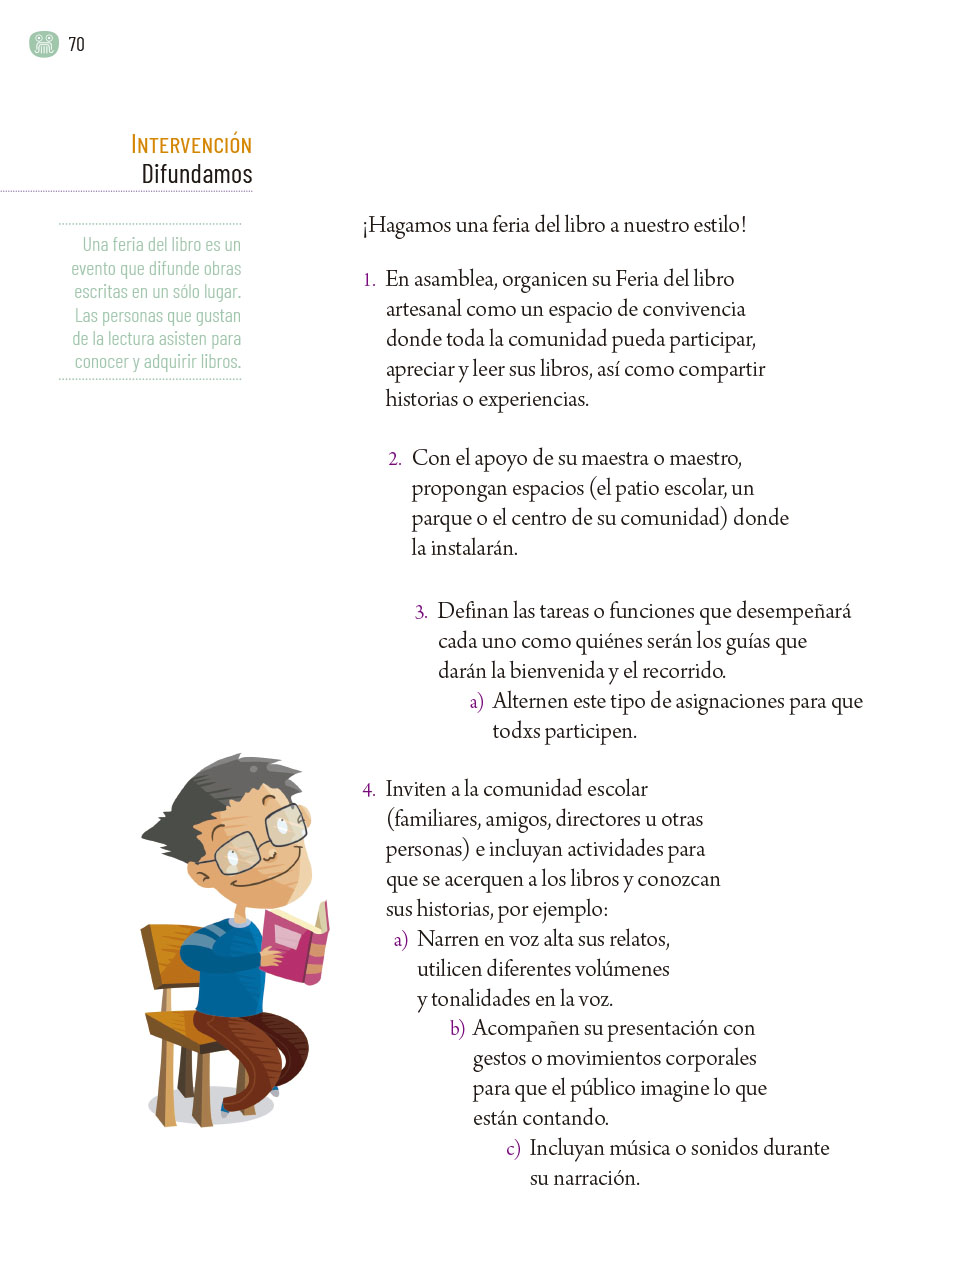 70
INTERVENCIÓN
Difundamos
Una feria del libro es un
evento que difunde obras
escritas en un sólo lugar.
Las personas que gustan
de la lectura asisten para
conocer y adquirir libros.
¡Hagamos una feria del libro a nuestro estilo!
1. En asamblea, organicen su Feria del libro
artesanal como un espacio de convivencia
donde toda la comunidad pueda participar,
apreciar y leer sus libros, así como compartir
historias o experiencias.
2. Con el apoyo de su maestra o maestro,
propongan espacios (el patio escolar, un
parque o el centro de su comunidad) donde
la instalarán.
3. Definan las tareas o funciones que desempeñará
cada uno como quiénes serán los guías que
darán la bienvenida y el recorrido.
a) Alternen este tipo de asignaciones para que
todxs participen.
4. Inviten a la comunidad escolar
(familiares, amigos, directores u otras
personas) e incluyan actividades para
que se acerquen a los libros y conozcan
sus historias, por ejemplo:
a) Narren en voz alta sus relatos,
utilicen diferentes volúmenes
y tonalidades en la voz.
b) Acompañen su presentación con
gestos o movimientos corporales
para que el público imagine lo que
están contando.
c) Incluyan música o sonidos durante
su narración.